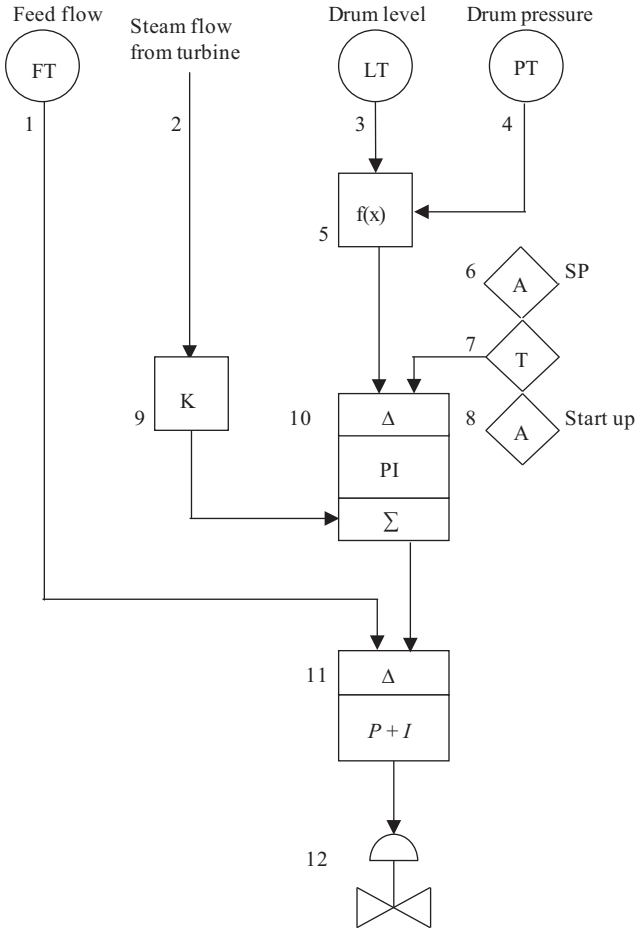 Feed flow
Steam flow
from turbine
Drum level
Drum pressure
FT
LT
PT
1
2
3
4
f(x)
5
6
A
SP
7
T
8
A
Start up
9
K
10
Δ
PI
Σ
11
Δ
P + I
12